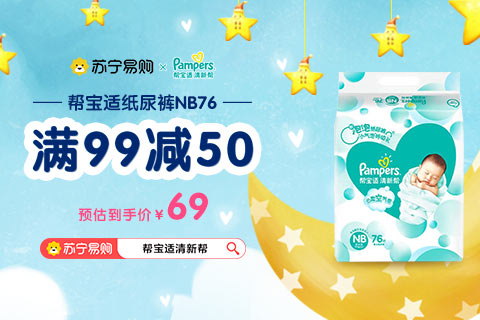 苏宁易购 × Pampers
帮宝适 清新帮
帮宝适纸尿裤NB76
满99减50
预估到手价¥69
苏宁易购 帮宝适清新帮
Pampers
帮宝适 清新帮
NB 76